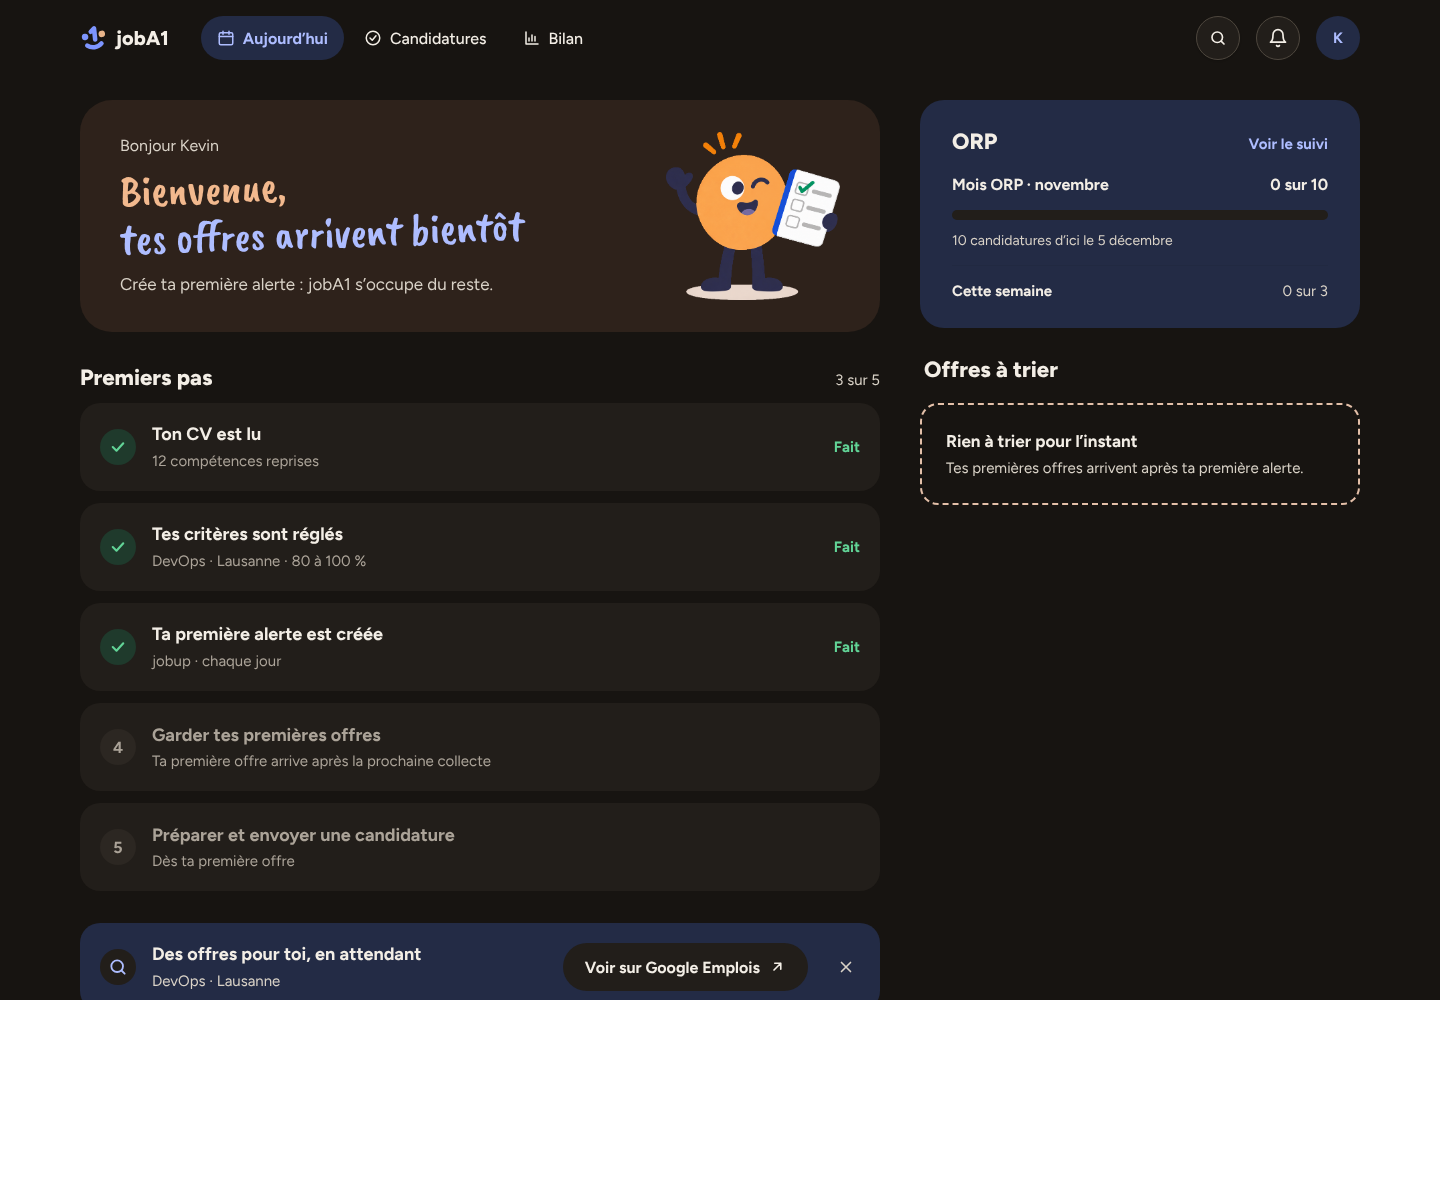 jobA1
Aujourd’hui
Candidatures
Bilan
K
Bonjour Kevin
Bienvenue,
tes offres arrivent bientôt
Crée ta première alerte : jobA1 s’occupe du reste.
ORP
Voir le suivi
Mois ORP · novembre
0 sur 10
10 candidatures d’ici le 5 décembre
Cette semaine
0 sur 3
Premiers pas
3 sur 5
Ton CV est lu
12 compétences reprises
Fait
Tes critères sont réglés
DevOps · Lausanne · 80 à 100 %
Fait
Ta première alerte est créée
jobup · chaque jour
Fait
4
Garder tes premières offres
Ta première offre arrive après la prochaine collecte
5
Préparer et envoyer une candidature
Dès ta première offre
Offres à trier
Rien à trier pour l’instant
Tes premières offres arrivent après ta première alerte.
Des offres pour toi, en attendant
DevOps · Lausanne
Voir sur Google Emplois